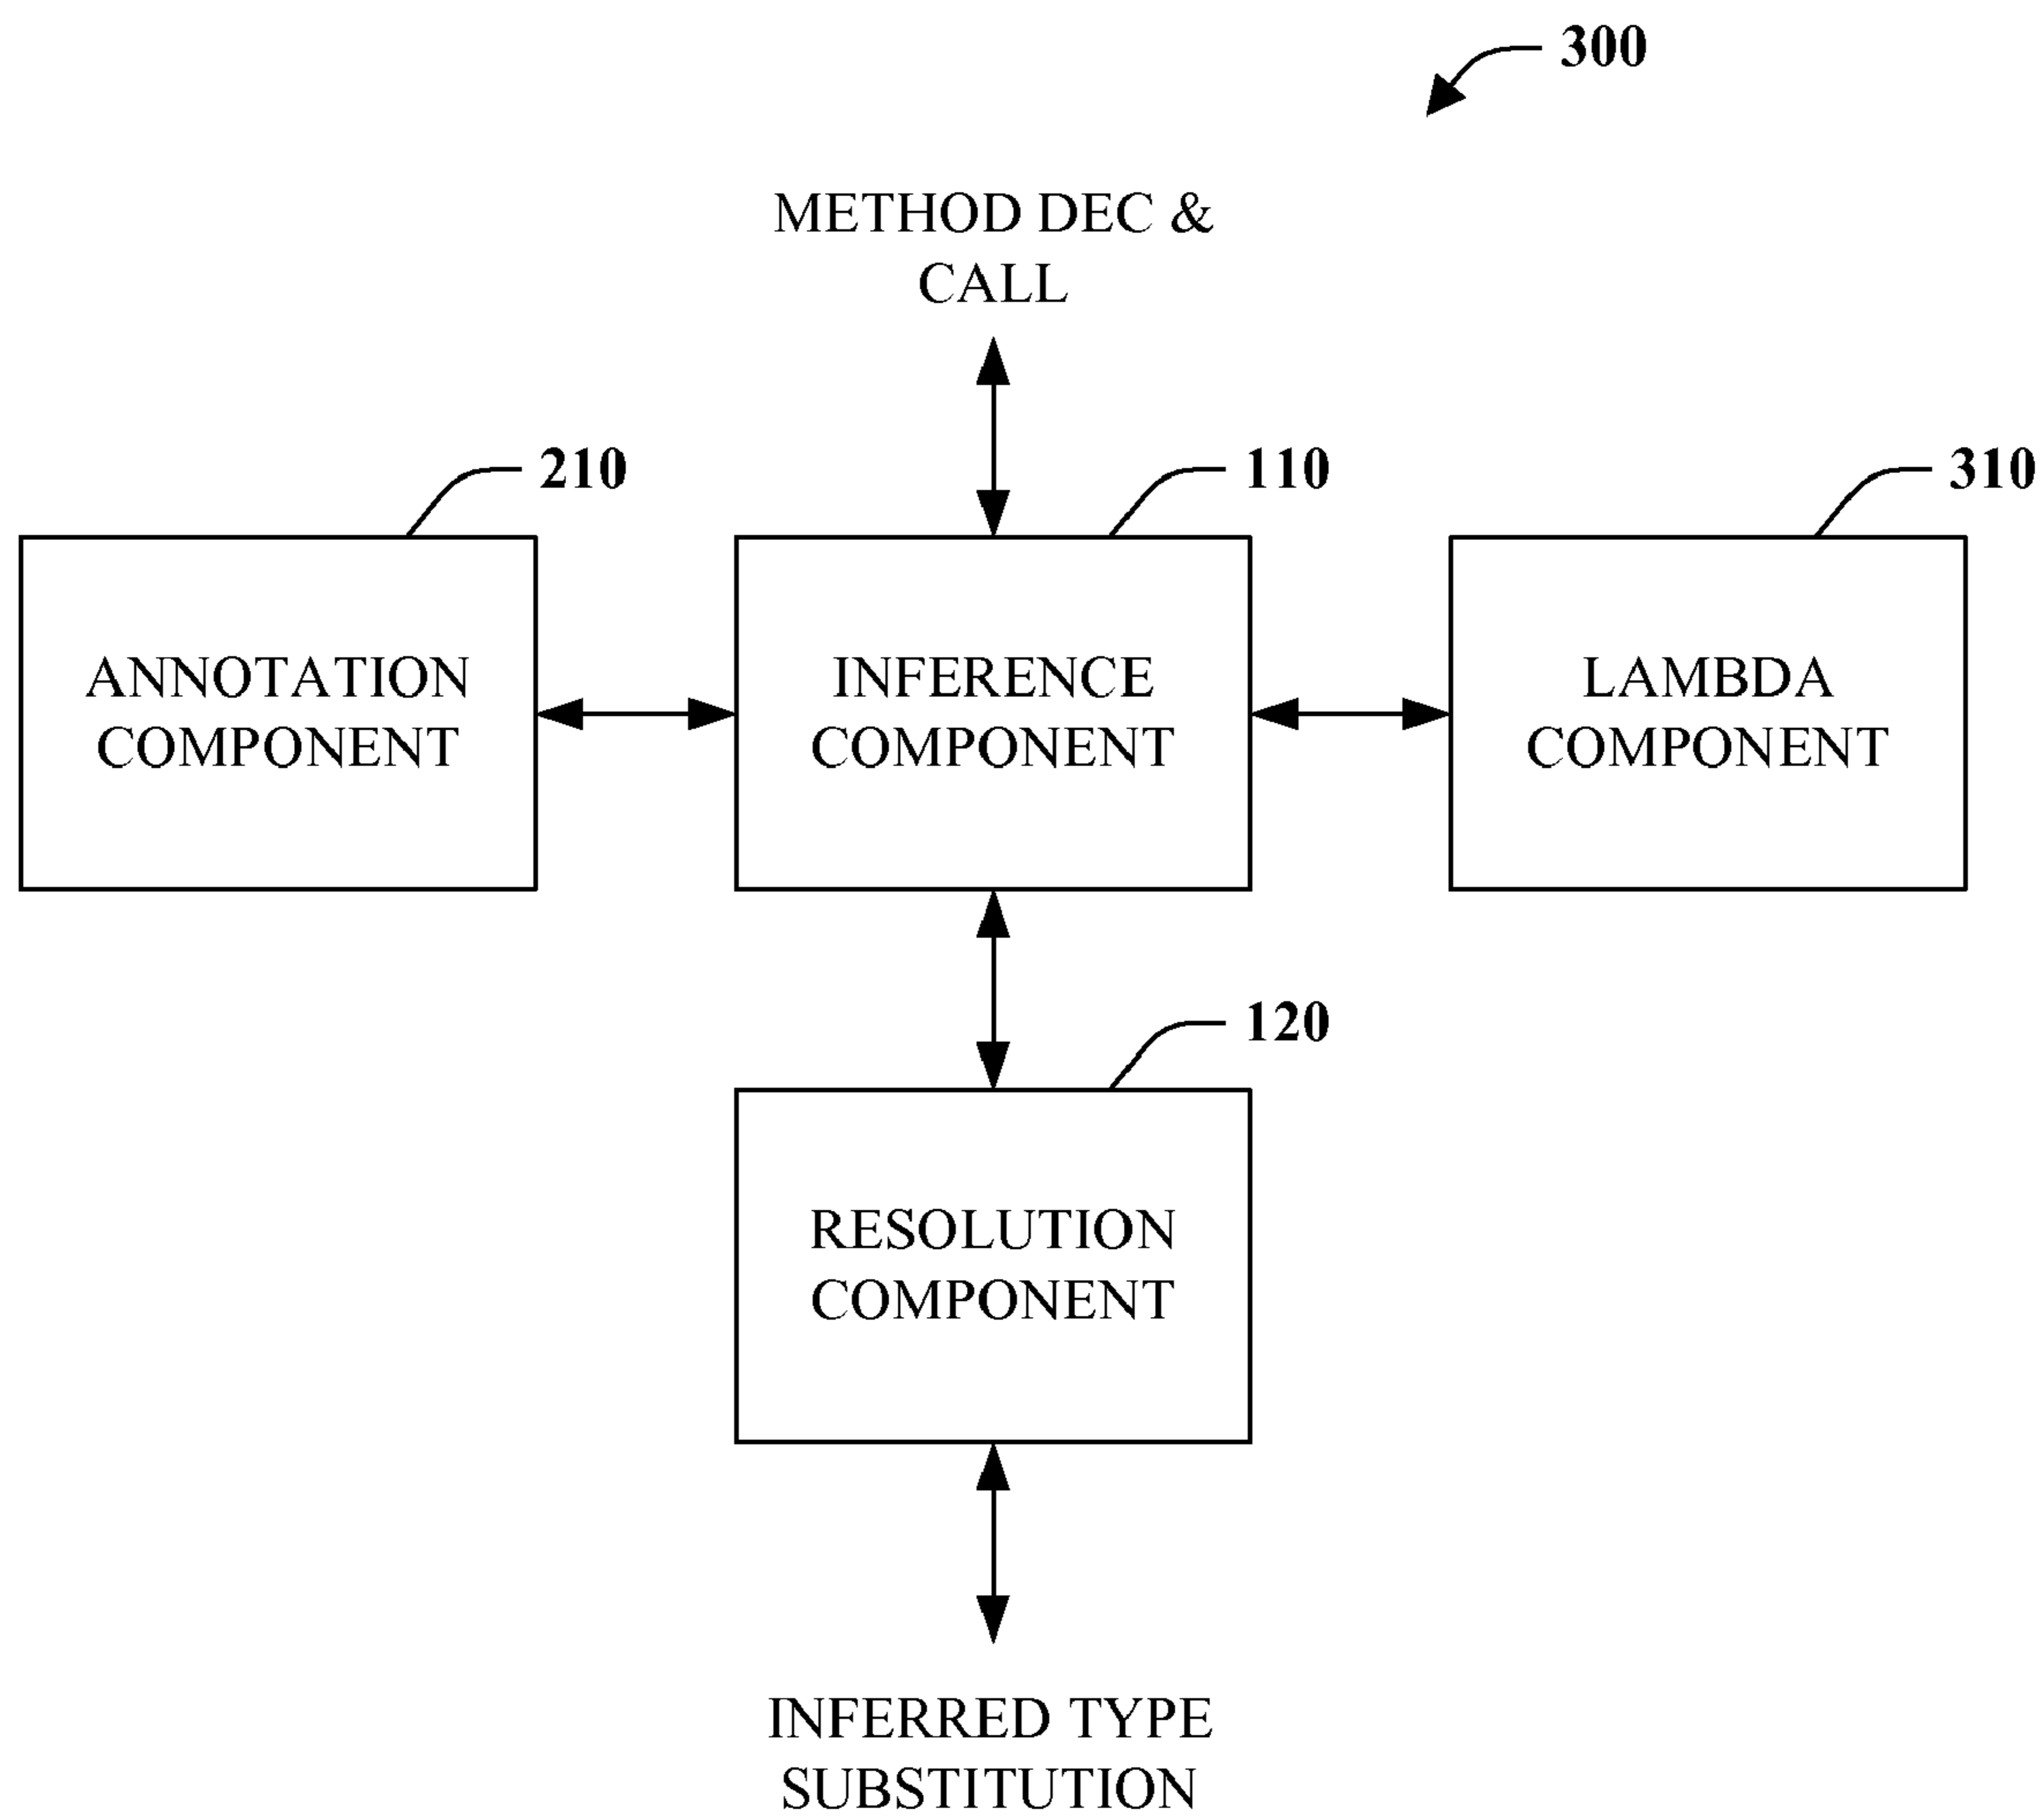 300
METHOD DEC &
CALL
210
110
310
ANNOTATION
COMPONENT
INFERENCE
COMPONENT
LAMBDA
COMPONENT
120
RESOLUTION
COMPONENT
INFERRED TYPE
SUBSTITUTION